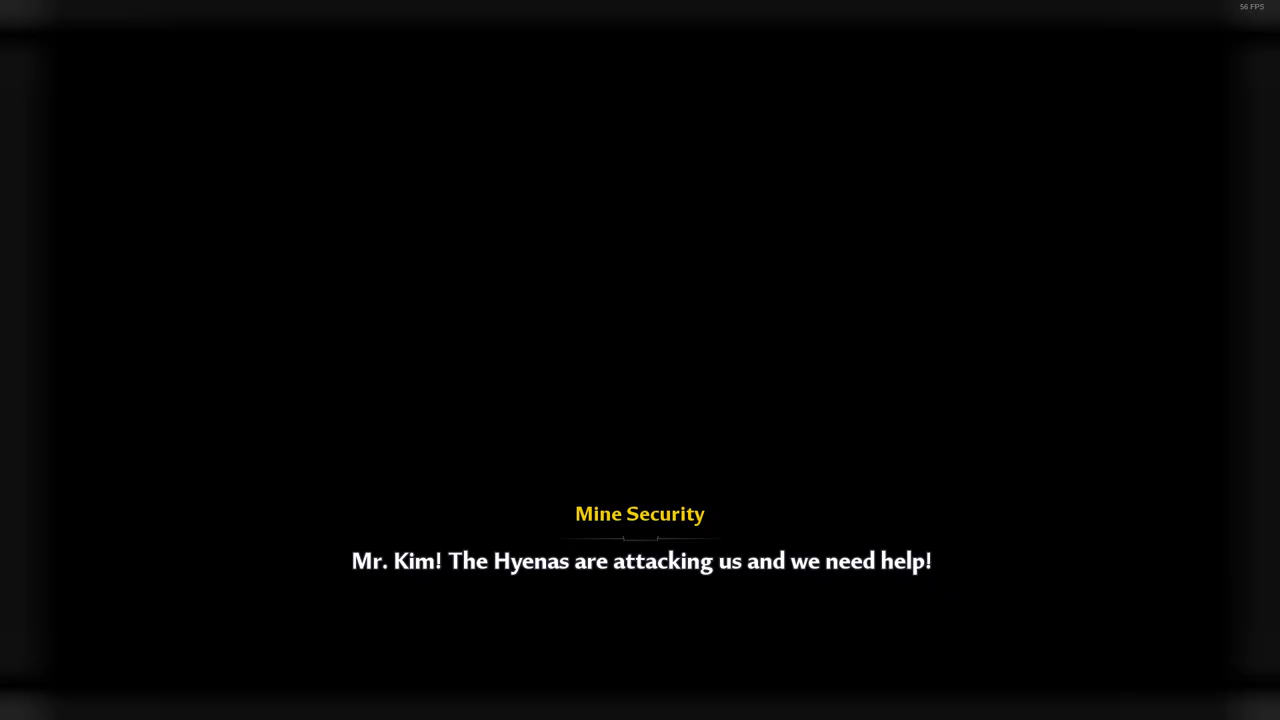 56 FPS
Mine Security
Mr. Kim! The Hyenas are attacking us and we need help!